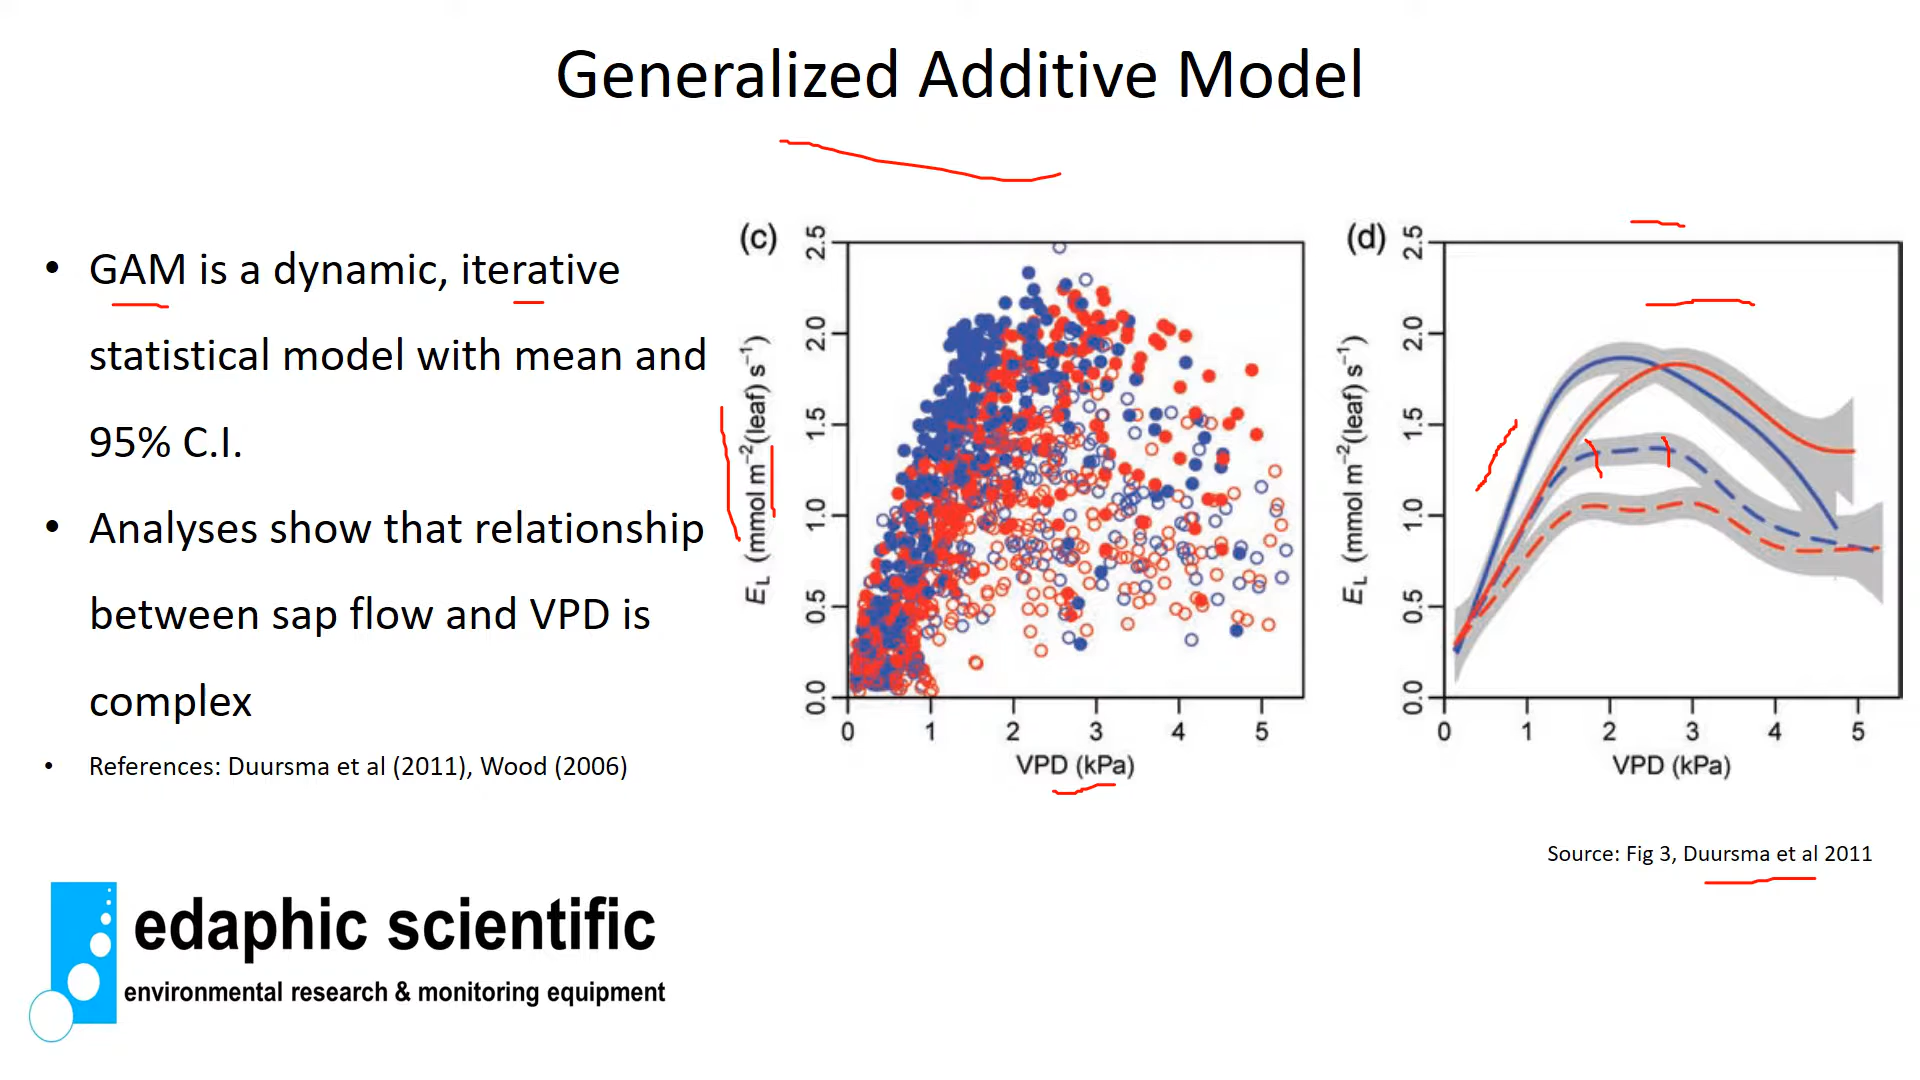 Generalized Additive Model
• GAM is a dynamic, iterative
statistical model with mean and
95% C.I.
• Analyses show that relationship
between sap flow and VPD is
complex
• References: Duursma et al (2011), Wood (2006)
(c)
E_L (mmol m⁻²(leaf) s⁻¹)
2.5
2.0
1.5
1.0
0.5
0.0
0 1 2 3 4 5
VPD (kPa)
(d)
E_L (mmol m⁻²(leaf) s⁻¹)
2.5
2.0
1.5
1.0
0.5
0.0
0 1 2 3 4 5
VPD (kPa)
Source: Fig 3, Duursma et al 2011
edaphic scientific
environmental research & monitoring equipment